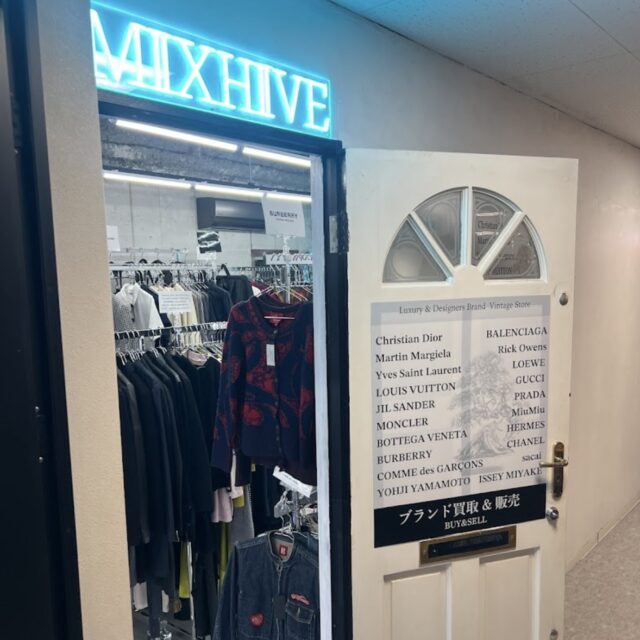 MIXHIVE
BURBERRY
Luxury & Designers Brand Vintage Store
Christian Dior
Martin Margiela
Yves Saint Laurent
LOUIS VUITTON
JIL SANDER
MONCLER
BOTTEGA VENETA
BURBERRY
COMME des GARÇONS
YOHJI YAMAMOTO
BALENCIAGA
Rick Owens
LOEWE
GUCCI
PRADA
MiuMiu
HERMES
CHANEL
sacai
ISSEY MIYAKE
ブランド買取 & 販売
BUY&SELL